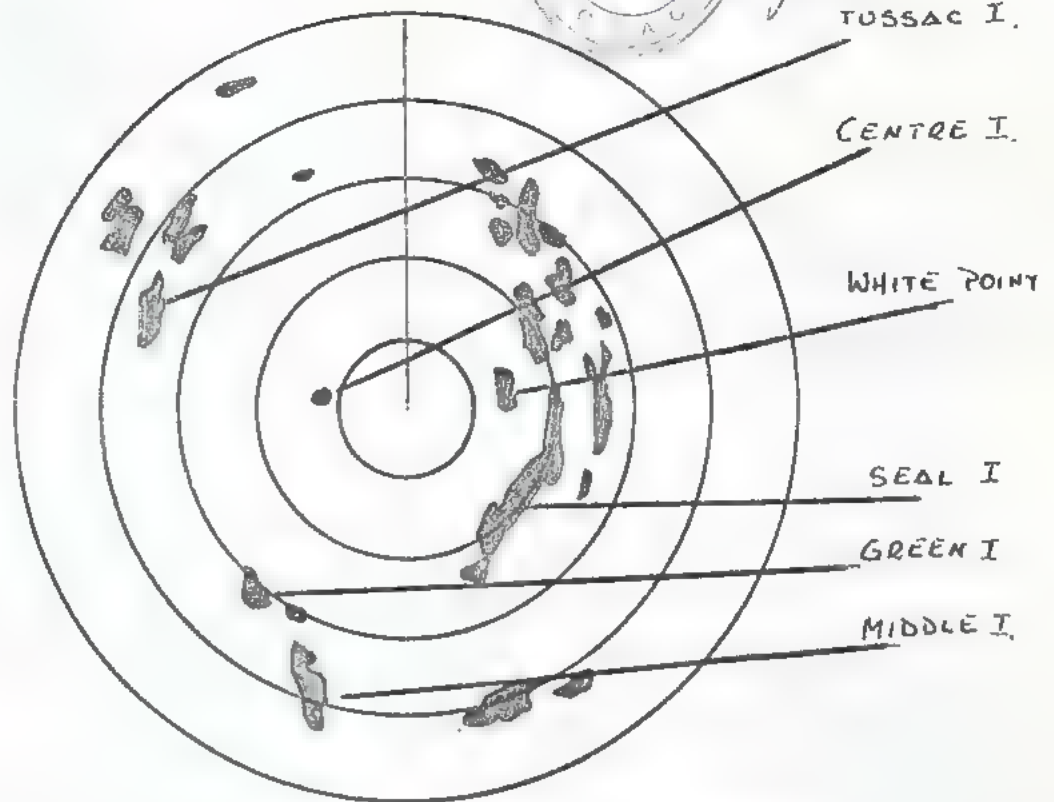 TUSSAC I.
CENTRE I.
WHITE POINT
SEAL I
GREEN I
MIDDLE I.